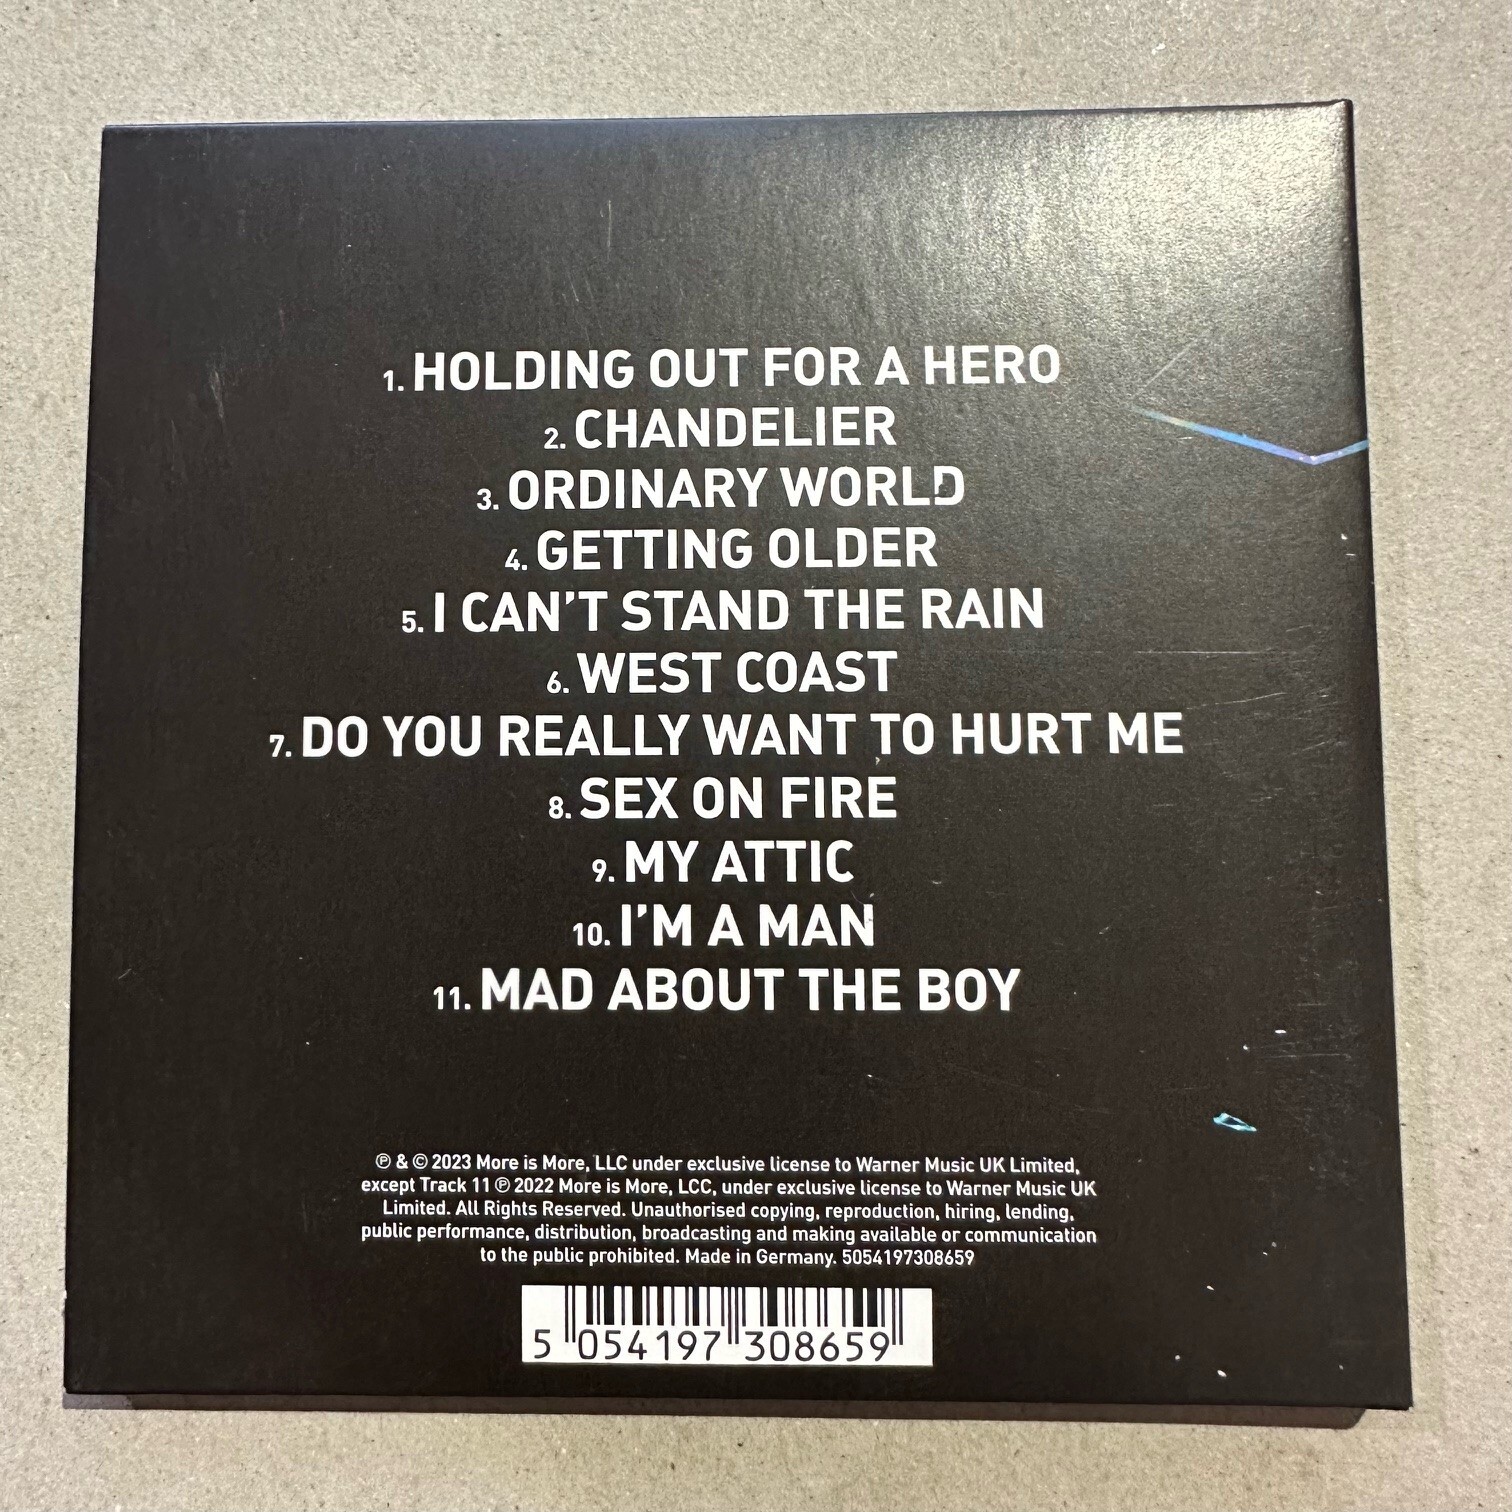 1. HOLDING OUT FOR A HERO
2. CHANDELIER
3. ORDINARY WORLD
4. GETTING OLDER
5. I CAN'T STAND THE RAIN
6. WEST COAST
7. DO YOU REALLY WANT TO HURT ME
8. SEX ON FIRE
9. MY ATTIC
10. I'M A MAN
11. MAD ABOUT THE BOY
℗ & © 2023 More is More, LLC under exclusive license to Warner Music UK Limited,
except Track 11 ℗ 2022 More is More, LCC, under exclusive license to Warner Music UK
Limited. All Rights Reserved. Unauthorised copying, reproduction, hiring, lending,
public performance, distribution, broadcasting and making available or communication
to the public prohibited. Made in Germany. 5054197308659
5 054197 308659